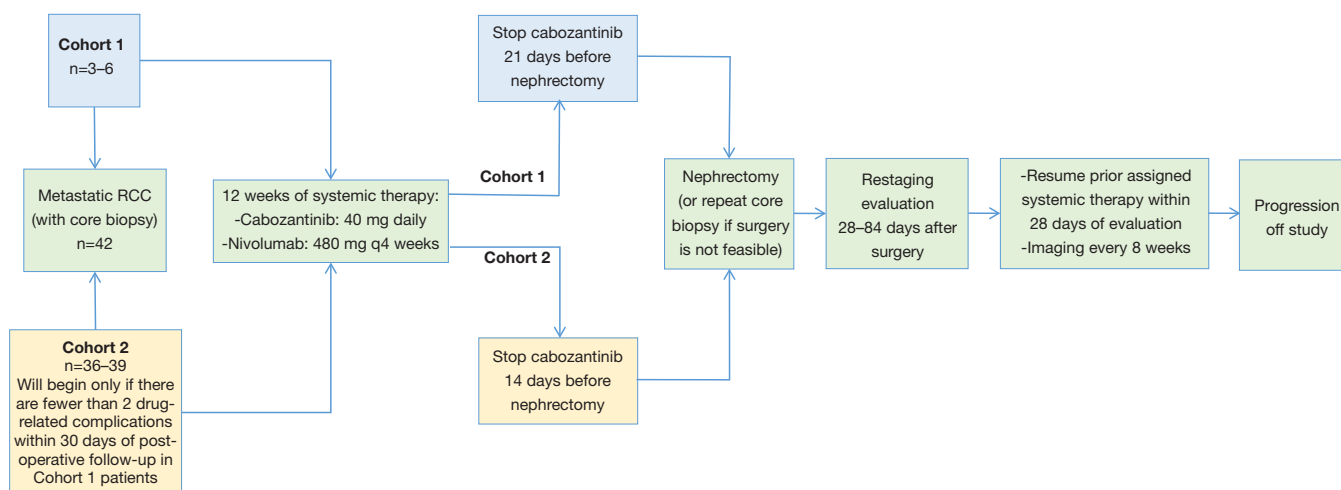 Cohort 1
n=3–6
Metastatic RCC
(with core biopsy)
n=42
Cohort 2
n=36–39
Will begin only if there
are fewer than 2 drug-
related complications
within 30 days of post-
operative follow-up in
Cohort 1 patients
12 weeks of systemic therapy:
-Cabozantinib: 40 mg daily
-Nivolumab: 480 mg q4 weeks
Cohort 1
Cohort 2
Stop cabozantinib
21 days before
nephrectomy
Stop cabozantinib
14 days before
nephrectomy
Nephrectomy
(or repeat core
biopsy if surgery
is not feasible)
Restaging
evaluation
28–84 days after
surgery
-Resume prior assigned
systemic therapy within
28 days of evaluation
-Imaging every 8 weeks
Progression
off study